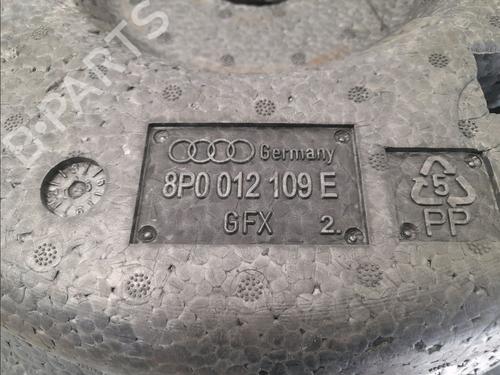 B-PARTS
Germany
8P0 012 109 E
GFX 2.
5
PP